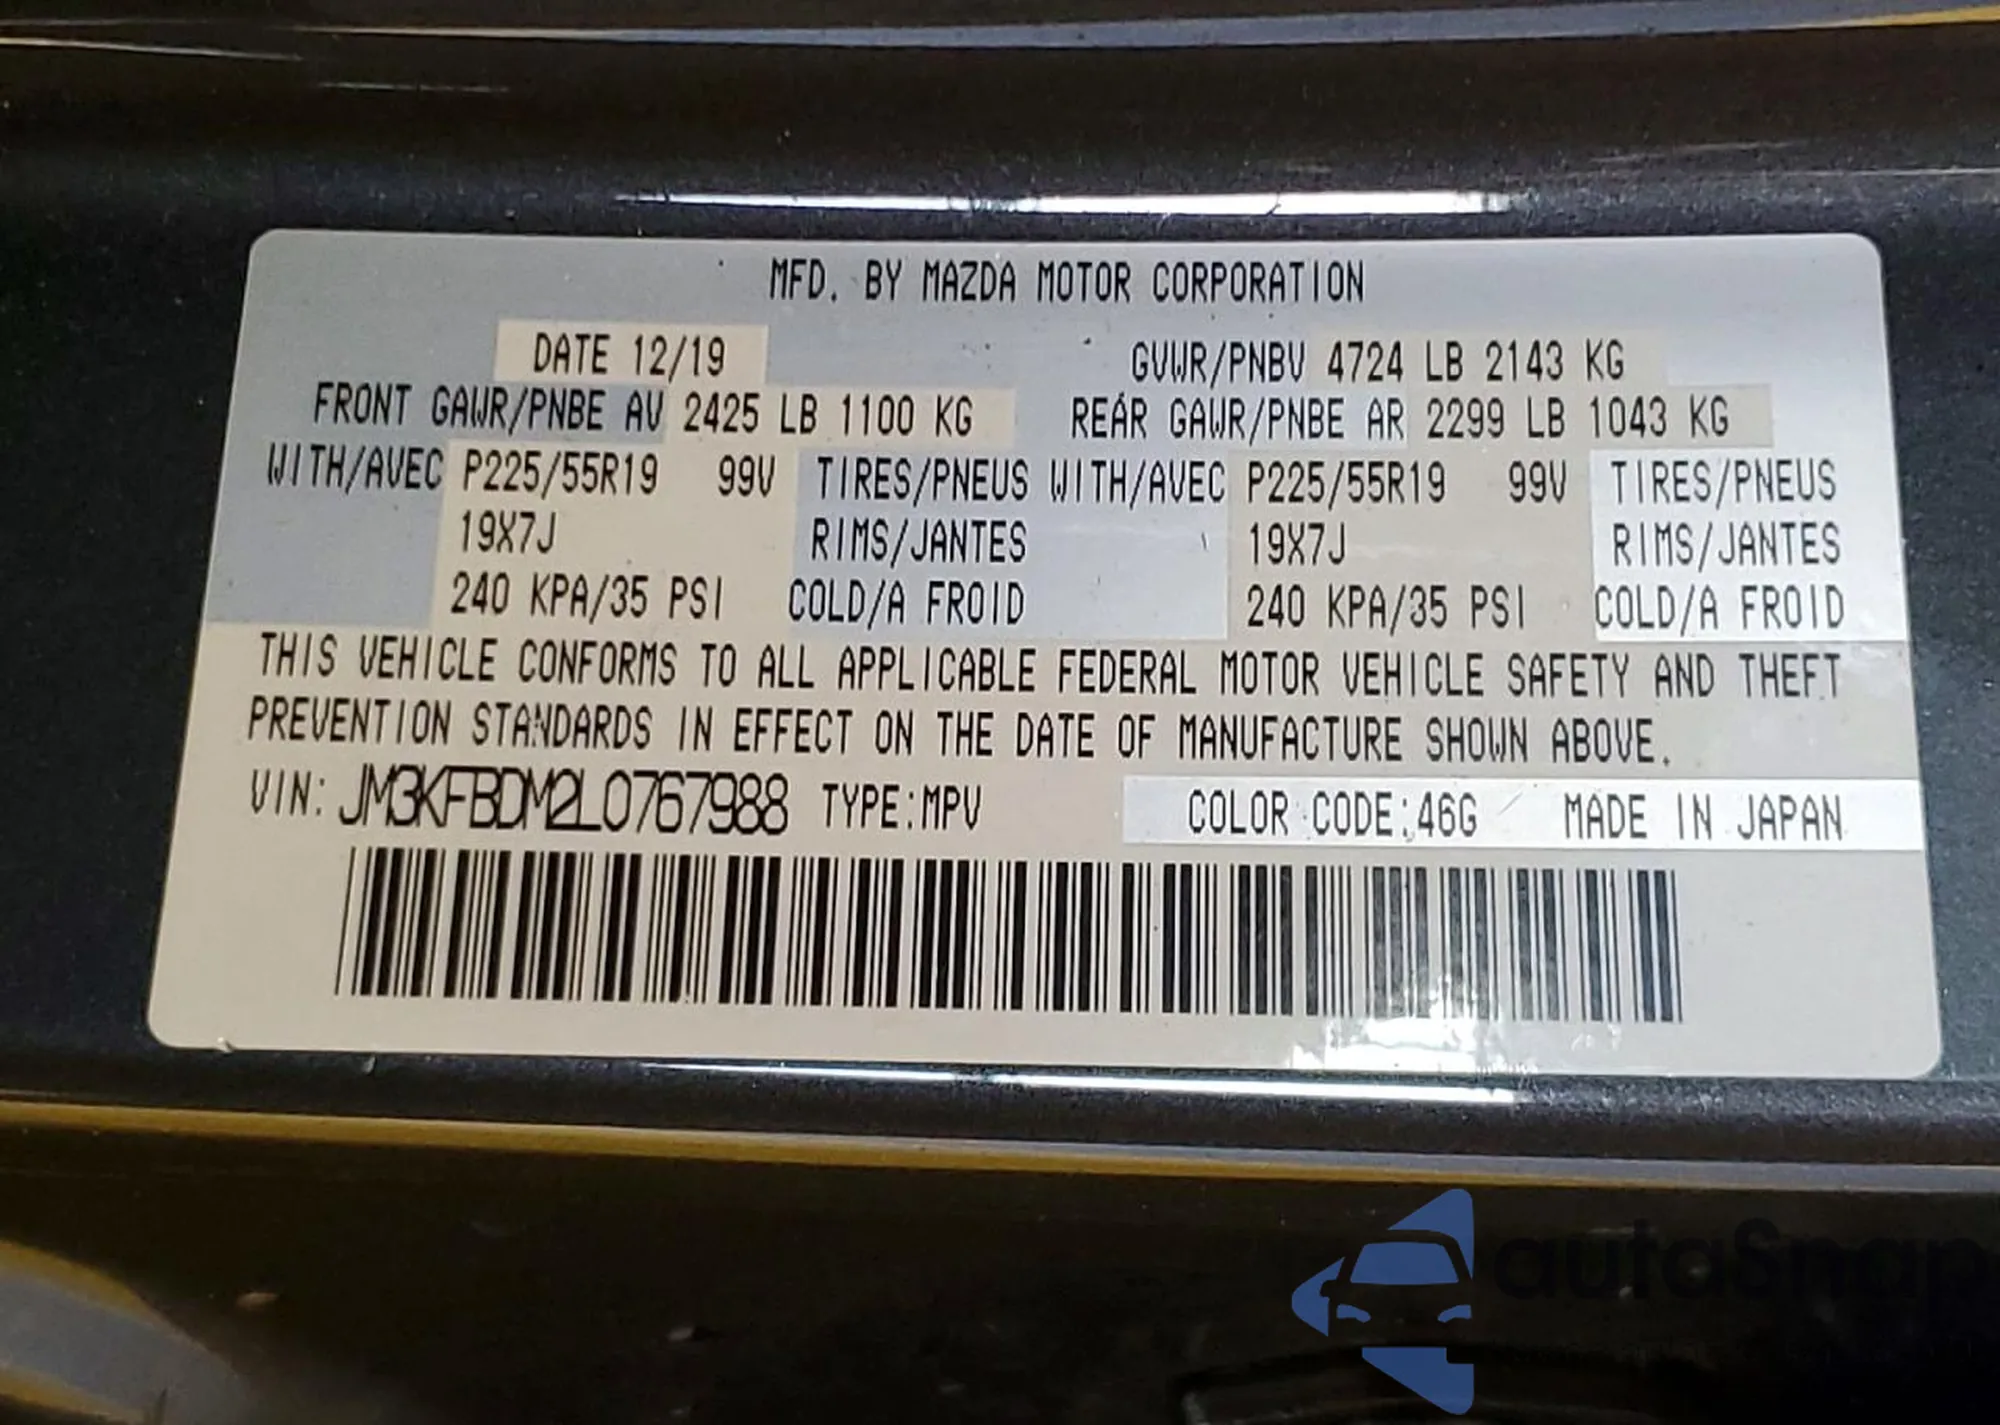 MFD. BY MAZDA MOTOR CORPORATION
DATE 12/19 GVWR/PNBV 4724 LB 2143 KG
FRONT GAWR/PNBE AV 2425 LB 1100 KG REAR GAWR/PNBE AR 2299 LB 1043 KG
WITH/AVEC P225/55R19 99V TIRES/PNEUS WITH/AVEC P225/55R19 99V TIRES/PNEUS
19X7J RIMS/JANTES 19X7J RIMS/JANTES
240 KPA/35 PSI COLD/A FROID 240 KPA/35 PSI COLD/A FROID
THIS VEHICLE CONFORMS TO ALL APPLICABLE FEDERAL MOTOR VEHICLE SAFETY AND THEFT
PREVENTION STANDARDS IN EFFECT ON THE DATE OF MANUFACTURE SHOWN ABOVE.
VIN: JM3KFBDM2L0767988 TYPE:MPV COLOR CODE:46G MADE IN JAPAN
autoSnap